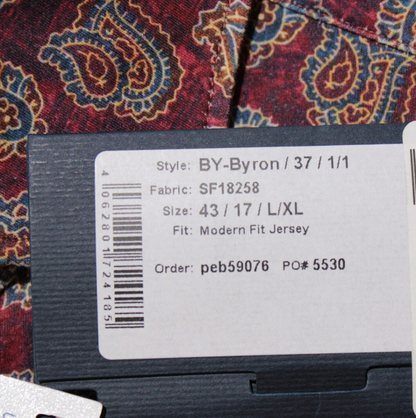 Style: BY-Byron / 37 / 1/1
Fabric: SF18258
Size: 43 / 17 / L/XL
Fit: Modern Fit Jersey
Order: peb59076 PO# 5530
4 062801 724185